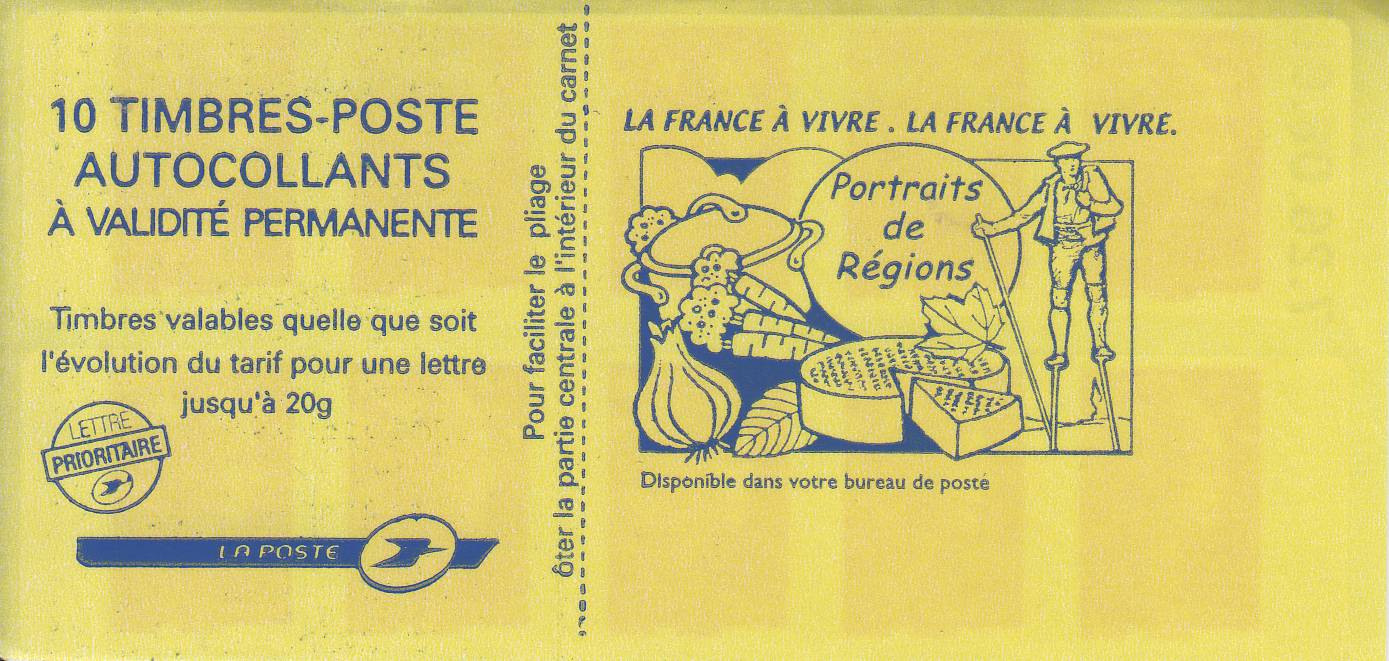 10 TIMBRES-POSTE
AUTOCOLLANTS
À VALIDITÉ PERMANENTE
Timbres valables quelle que soit
l'évolution du tarif pour une lettre
jusqu'à 20g
LETTRE
PRIORITAIRE
LA POSTE
Pour faciliter le pliage
ôter la partie centrale à l'intérieur du carnet
LA FRANCE À VIVRE . LA FRANCE À VIVRE.
Portraits
de
Régions
Disponible dans votre bureau de poste